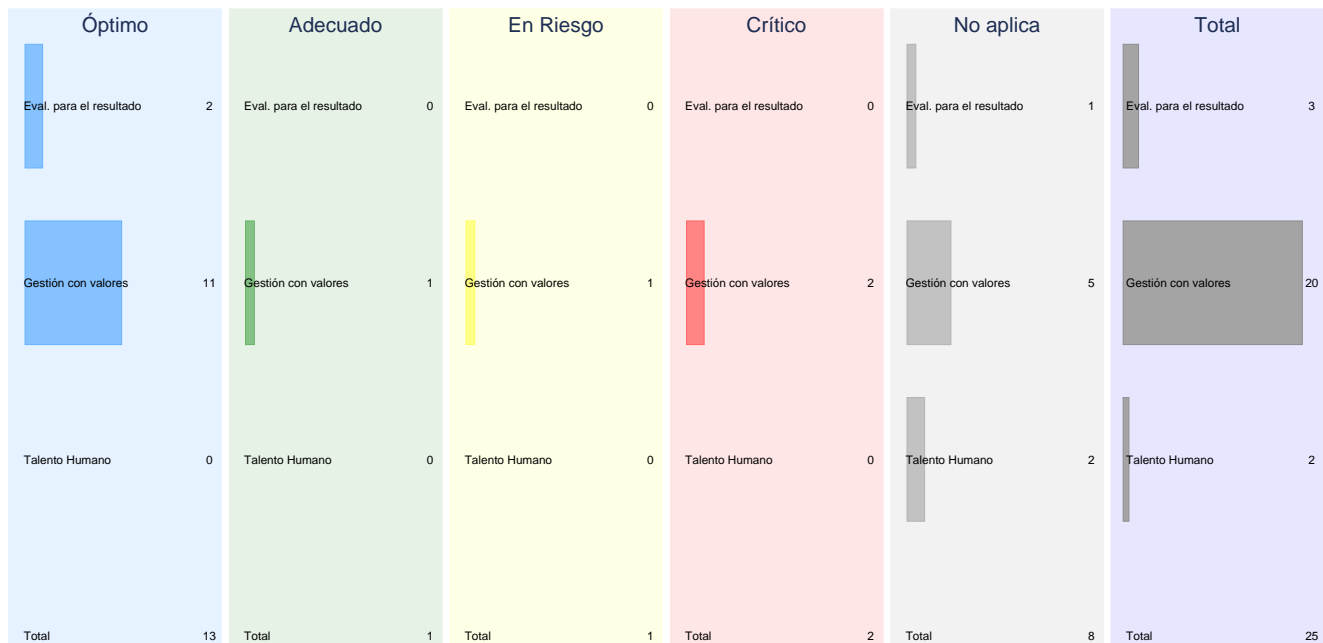 Óptimo Adecuado En Riesgo Crítico No aplica Total
Eval. para el resultado 2 Eval. para el resultado 0 Eval. para el resultado 0 Eval. para el resultado 0 Eval. para el resultado 1 Eval. para el resultado 3
Gestión con valores 11 Gestión con valores 1 Gestión con valores 1 Gestión con valores 2 Gestión con valores 5 Gestión con valores 20
Talento Humano 0 Talento Humano 0 Talento Humano 0 Talento Humano 0 Talento Humano 2 Talento Humano 2
Total 13 Total 1 Total 1 Total 2 Total 8 Total 25